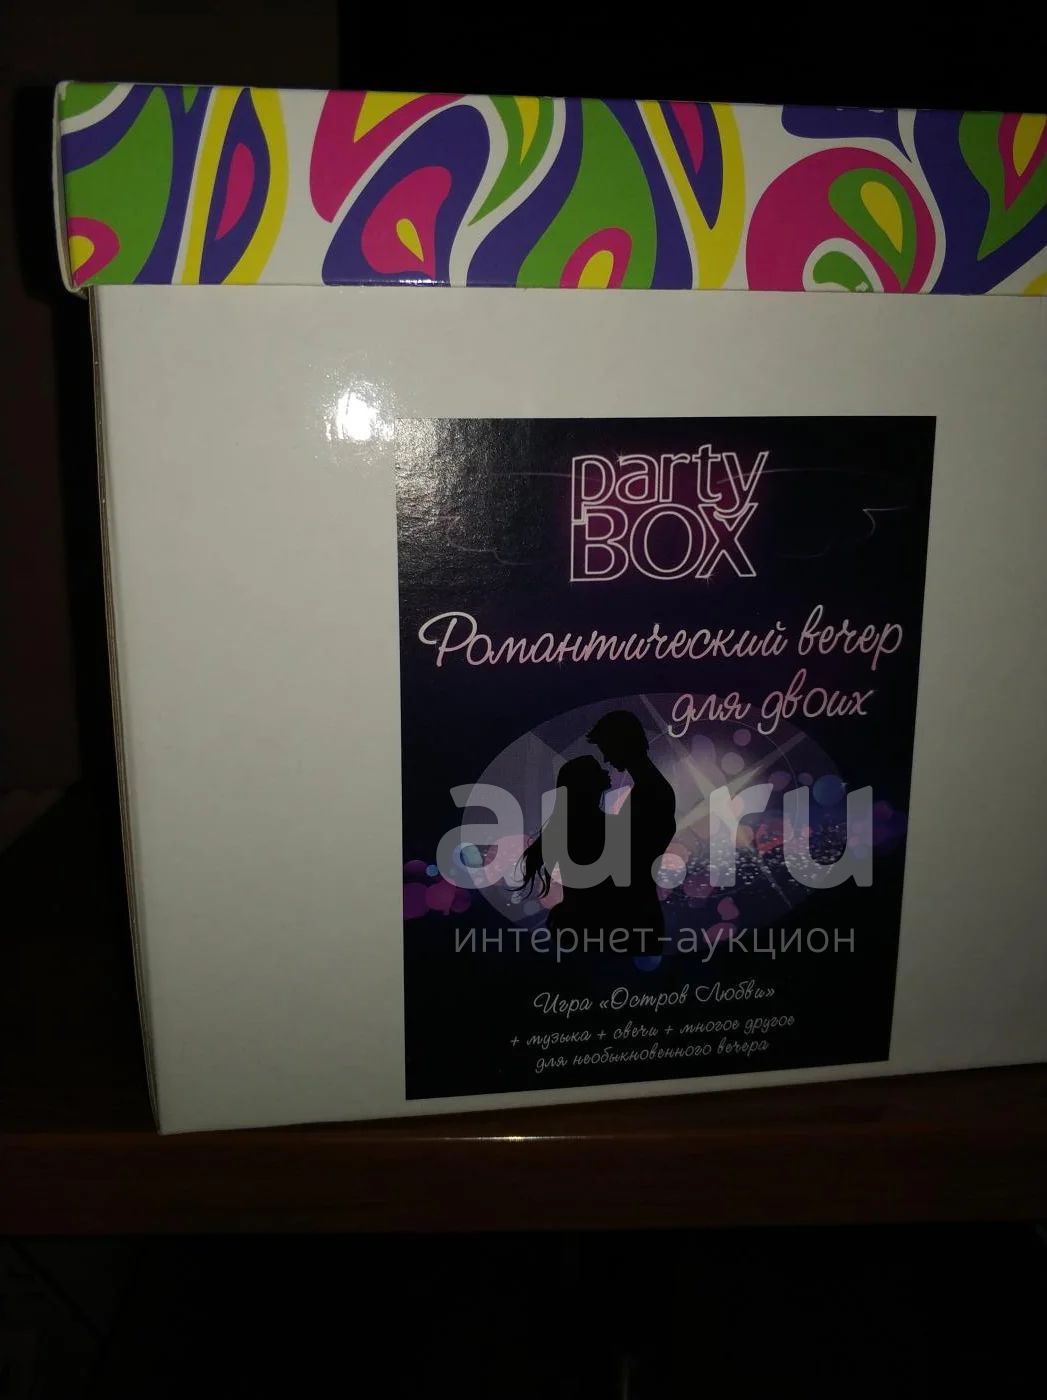 party
BOX
Романтический вечер
для двоих
au.ru
интернет-аукцион
Игра «Остров Любви»
+ музыка + свечи + многое другое
для необыкновенного вечера